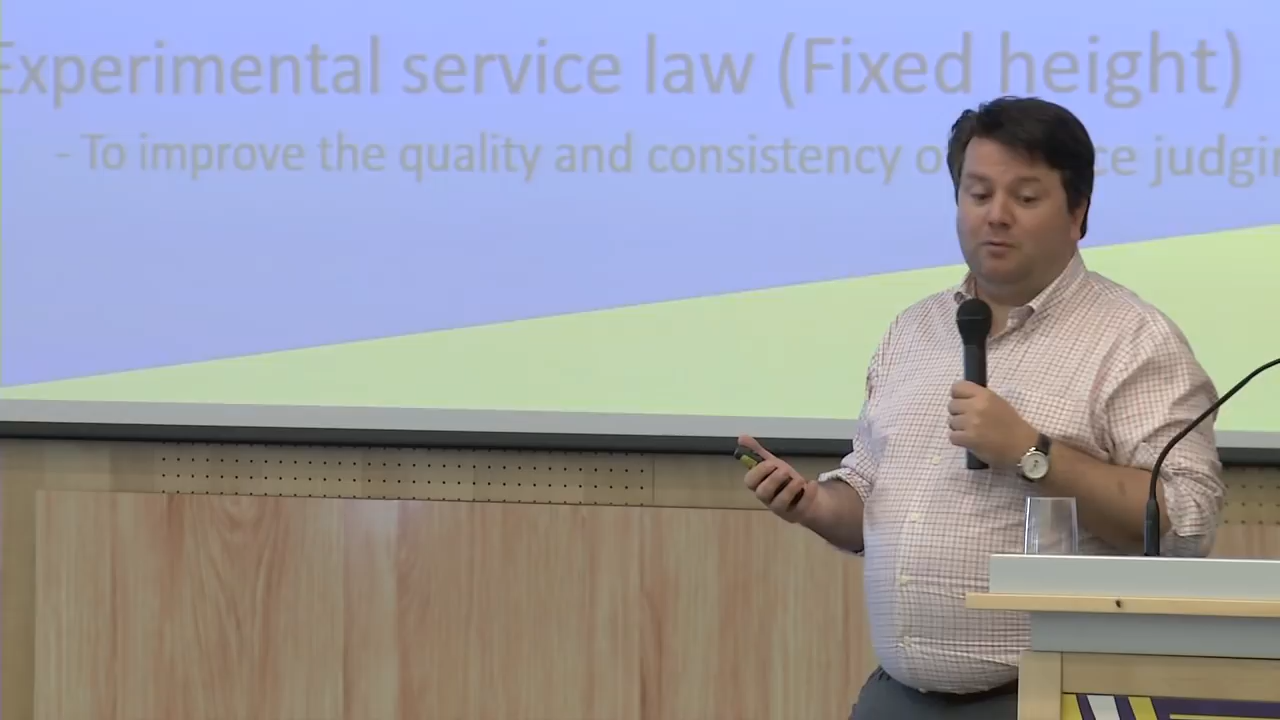 Experimental service law (Fixed height)
- To improve the quality and consistency